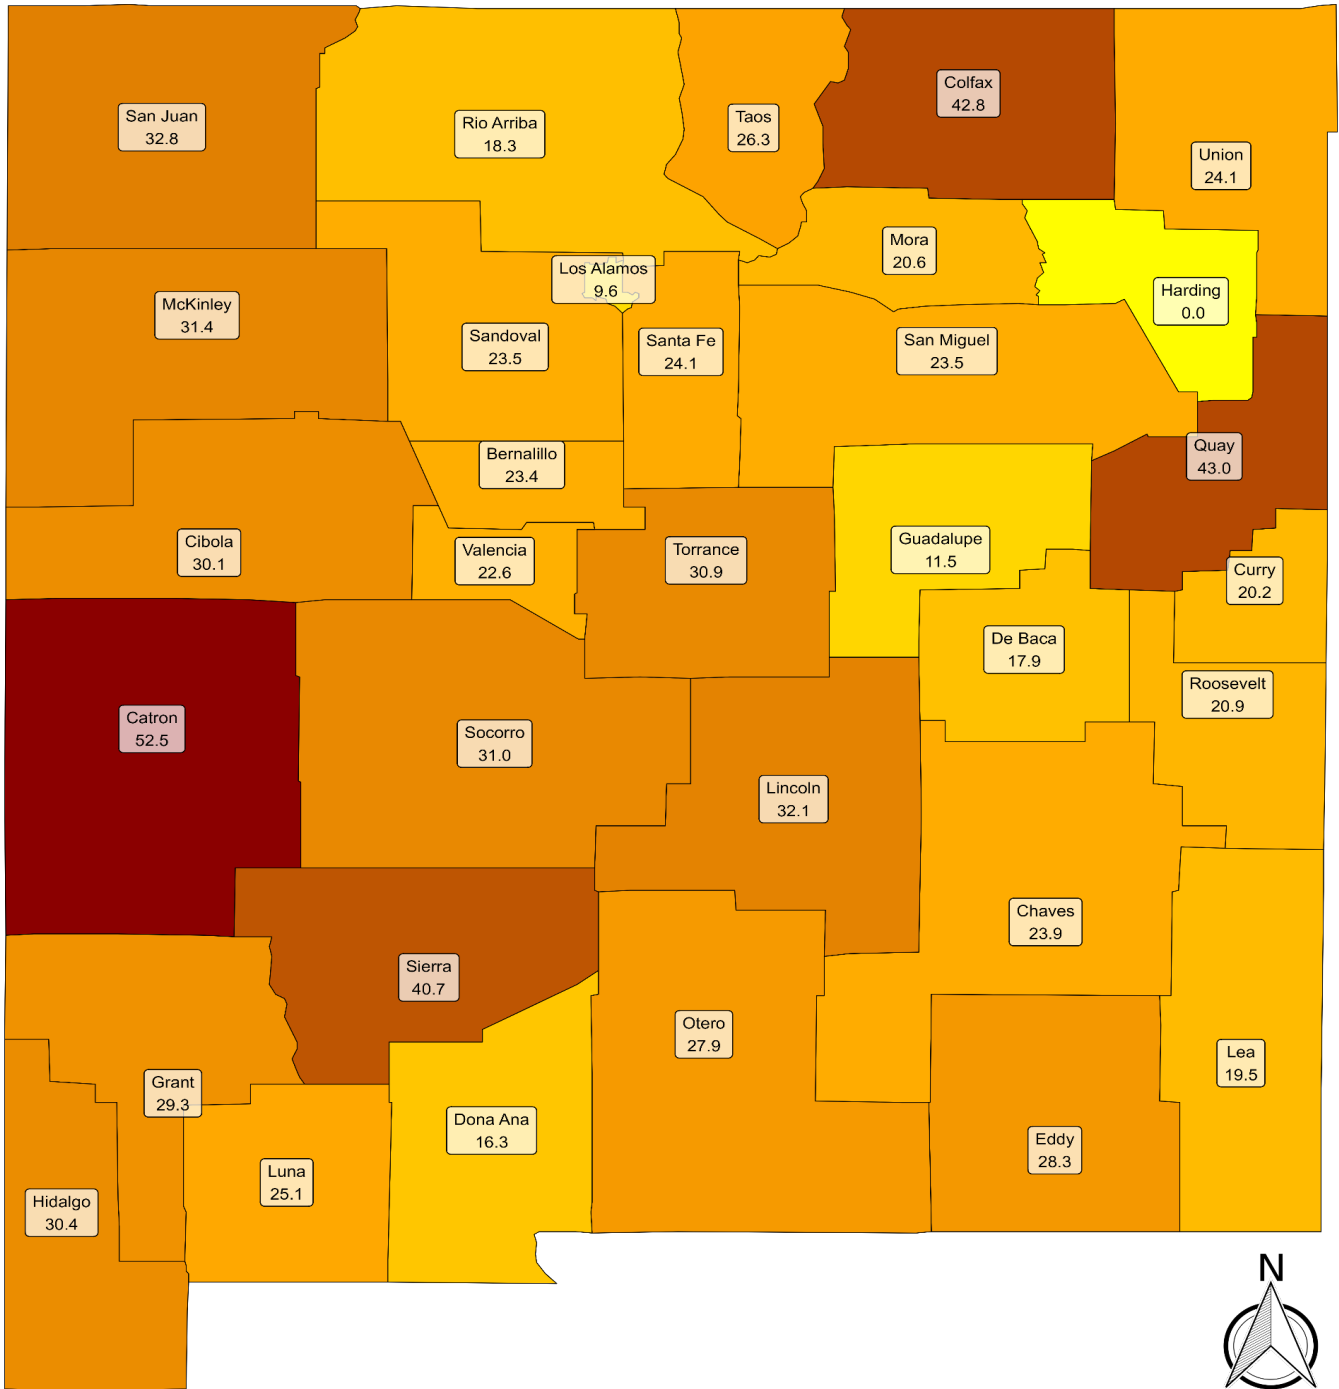 Colfax
42.8
San Juan
32.8
Rio Arriba
18.3
Taos
26.3
Union
24.1
Mora
20.6
Los Alamos
9.6
Harding
0.0
McKinley
31.4
Sandoval
23.5
Santa Fe
24.1
San Miguel
23.5
Bernalillo
23.4
Quay
43.0
Cibola
30.1
Valencia
22.6
Torrance
30.9
Guadalupe
11.5
Curry
20.2
De Baca
17.9
Roosevelt
20.9
Catron
52.5
Socorro
31.0
Lincoln
32.1
Chaves
23.9
Sierra
40.7
Otero
27.9
Lea
19.5
Grant
29.3
Dona Ana
16.3
Eddy
28.3
Luna
25.1
Hidalgo
30.4
N